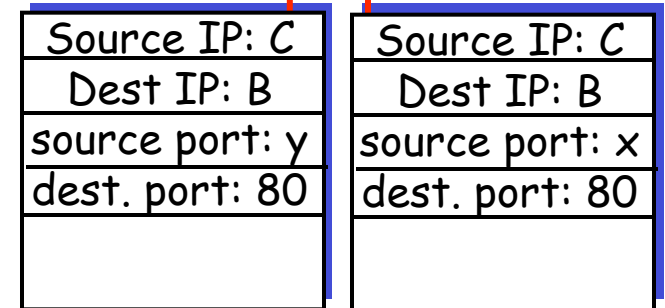 Source IP: C
Dest IP: B
source port: y
dest. port: 80
Source IP: C
Dest IP: B
source port: x
dest. port: 80